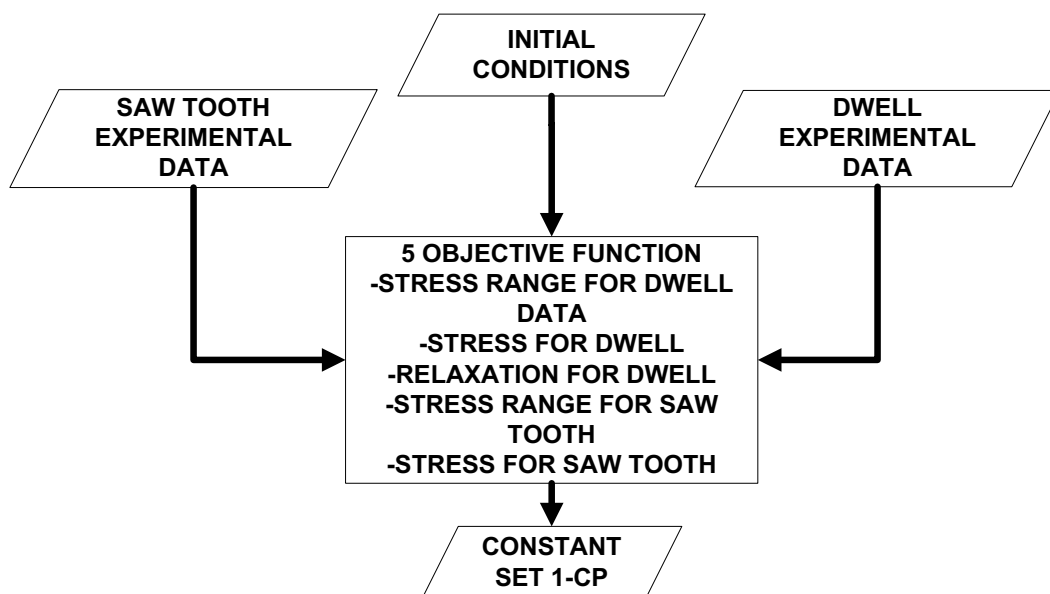 INITIAL
CONDITIONS
SAW TOOTH
EXPERIMENTAL
DATA
DWELL
EXPERIMENTAL
DATA
5 OBJECTIVE FUNCTION
-STRESS RANGE FOR DWELL
DATA
-STRESS FOR DWELL
-RELAXATION FOR DWELL
-STRESS RANGE FOR SAW
TOOTH
-STRESS FOR SAW TOOTH
CONSTANT
SET 1-CP